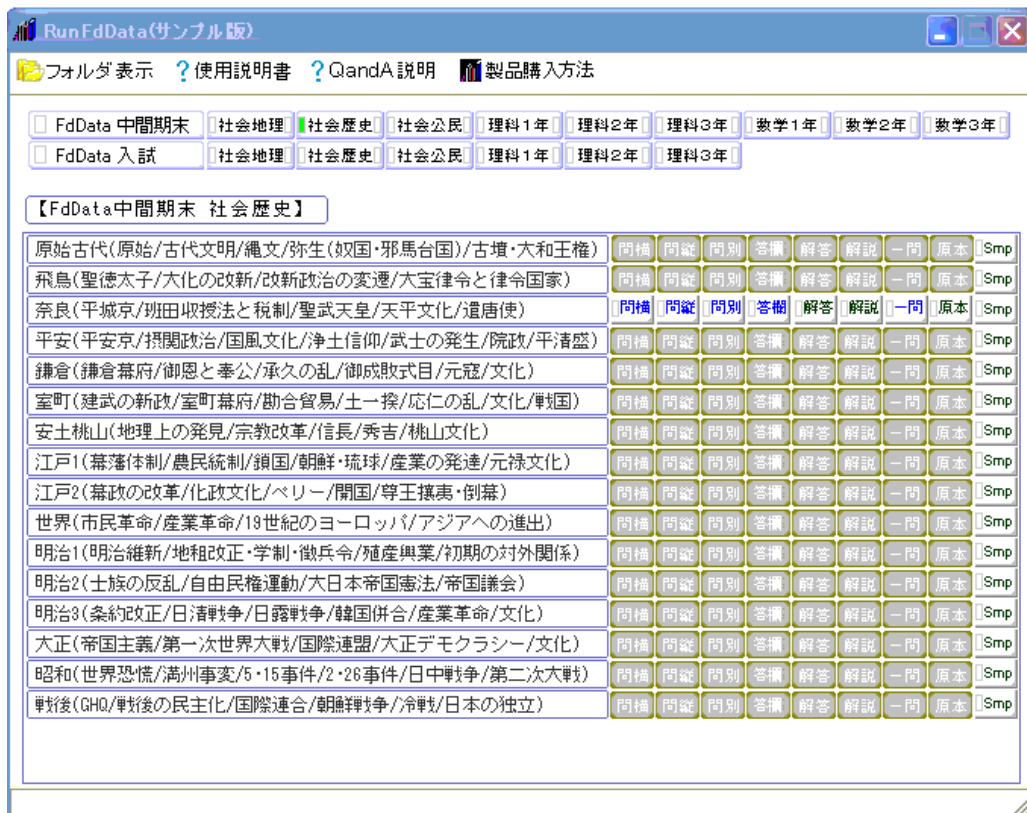 RunFdData(サンプル版)
フォルダ表示 ?使用説明書 ?QandA説明 製品購入方法
FdData 中間期末 社会地理 社会歴史 社会公民 理科1年 理科2年 理科3年 数学1年 数学2年 数学3年
FdData 入試 社会地理 社会歴史 社会公民 理科1年 理科2年 理科3年
【FdData中間期末 社会歴史】
原始古代(原始/古代文明/縄文/弥生(奴国・邪馬台国)/古墳・大和王権) 問横 問縦 問別 答欄 解答 解説 一問 原本 Smp
飛鳥(聖徳太子/大化の改新/改新政治の変遷/大宝律令と律令国家) 問横 問縦 問別 答欄 解答 解説 一問 原本 Smp
奈良(平城京/班田収授法と税制/聖武天皇/天平文化/遣唐使) 問横 問縦 問別 答欄 解答 解説 一問 原本 Smp
平安(平安京/摂関政治/国風文化/浄土信仰/武士の発生/院政/平清盛) 問横 問縦 問別 答欄 解答 解説 一問 原本 Smp
鎌倉(鎌倉幕府/御恩と奉公/承久の乱/御成敗式目/元寇/文化) 問横 問縦 問別 答欄 解答 解説 一問 原本 Smp
室町(建武の新政/室町幕府/勘合貿易/土一揆/応仁の乱/文化/戦国) 問横 問縦 問別 答欄 解答 解説 一問 原本 Smp
安土桃山(地理上の発見/宗教改革/信長/秀吉/桃山文化) 問横 問縦 問別 答欄 解答 解説 一問 原本 Smp
江戸1(幕藩体制/農民統制/鎖国/朝鮮・琉球/産業の発達/元禄文化) 問横 問縦 問別 答欄 解答 解説 一問 原本 Smp
江戸2(幕政の改革/化政文化/ペリー/開国/尊王攘夷・倒幕) 問横 問縦 問別 答欄 解答 解説 一問 原本 Smp
世界(市民革命/産業革命/19世紀のヨーロッパ/アジアへの進出) 問横 問縦 問別 答欄 解答 解説 一問 原本 Smp
明治1(明治維新/地租改正・学制・徴兵令/殖産興業/初期の対外関係) 問横 問縦 問別 答欄 解答 解説 一問 原本 Smp
明治2(士族の反乱/自由民権運動/大日本帝国憲法/帝国議会) 問横 問縦 問別 答欄 解答 解説 一問 原本 Smp
明治3(条約改正/日清戦争/日露戦争/韓国併合/産業革命/文化) 問横 問縦 問別 答欄 解答 解説 一問 原本 Smp
大正(帝国主義/第一次世界大戦/国際連盟/大正デモクラシー/文化) 問横 問縦 問別 答欄 解答 解説 一問 原本 Smp
昭和(世界恐慌/満州事変/5・15事件/2・26事件/日中戦争/第二次大戦) 問横 問縦 問別 答欄 解答 解説 一問 原本 Smp
戦後(GHQ/戦後の民主化/国際連合/朝鮮戦争/冷戦/日本の独立) 問横 問縦 問別 答欄 解答 解説 一問 原本 Smp